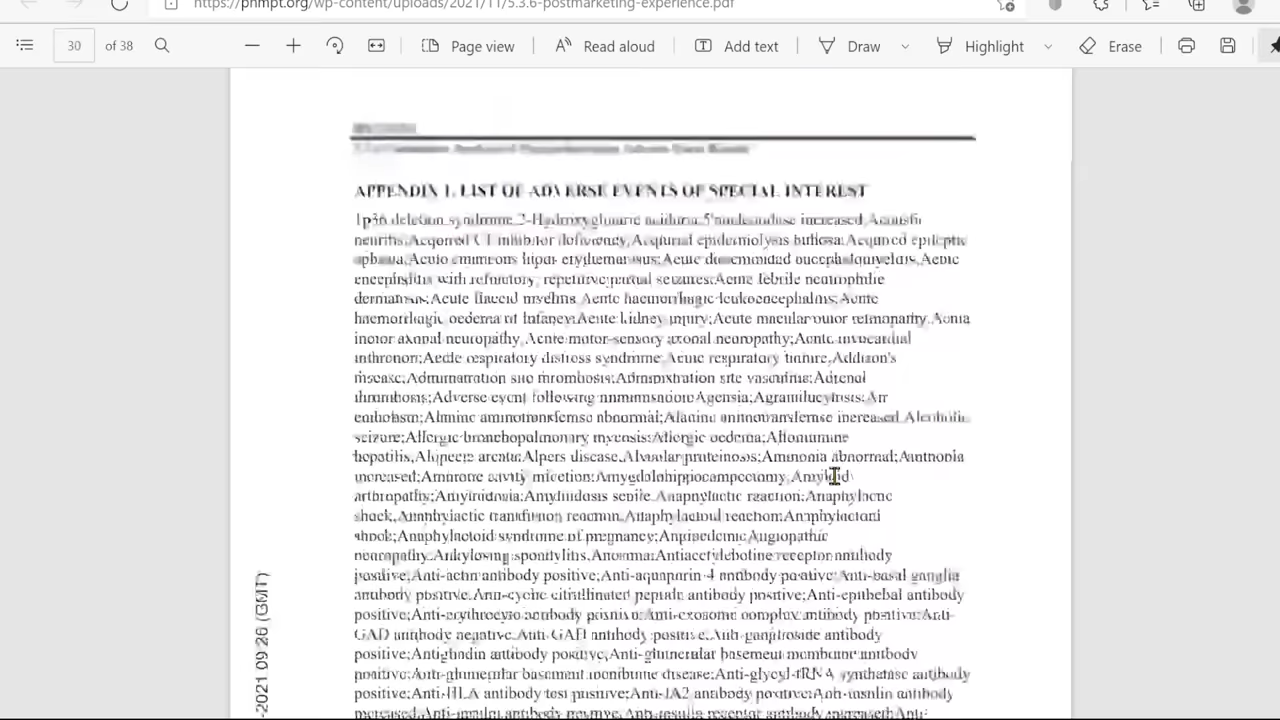 https://phmpt.org/wp-content/uploads/2021/11/5.3.6-postmarketing-experience.pdf
30 of 38 Page view Read aloud Add text Draw Highlight Erase
APPENDIX 1. LIST OF ADVERSE EVENTS OF SPECIAL INTEREST
1p36 deletion syndrome;2-Hydroxyglutaric aciduria;5'nucleotidase increased;Acoustic
neuritis;Acquired C1 inhibitor deficiency;Acquired epidermolysis bullosa;Acquired epileptic
aphasia;Acute cutaneous lupus erythematosus;Acute disseminated encephalomyelitis;Acute
encephalitis with refractory, repetitive partial seizures;Acute febrile neutrophilic
dermatosis;Acute flaccid myelitis;Acute haemorrhagic leukoencephalitis;Acute
haemorrhagic oedema of infancy;Acute kidney injury;Acute macular outer retinopathy;Acute
motor axonal neuropathy;Acute motor-sensory axonal neuropathy;Acute myocardial
infarction;Acute respiratory distress syndrome;Acute respiratory failure;Addison's
disease;Administration site thrombosis;Administration site vasculitis;Adrenal
thrombosis;Adverse event following immunisation;Ageusia;Agranulocytosis;Air
embolism;Alanine aminotransferase abnormal;Alanine aminotransferase increased;Alcoholic
seizure;Allergic bronchopulmonary mycosis;Allergic oedema;Alloimmune
hepatitis;Alopecia areata;Alpers disease;Alveolar proteinosis;Ammonia abnormal;Ammonia
increased;Amniotic cavity infection;Amygdalohippocampectomy;Amyloid
arthropathy;Amyloidosis;Amyloidosis senile;Anaphylactic reaction;Anaphylactic
shock;Anaphylactic transfusion reaction;Anaphylactoid reaction;Anaphylactoid
shock;Anaphylactoid syndrome of pregnancy;Angioedema;Angiopathic
neuropathy;Ankylosing spondylitis;Anosmia;Antiacetylcholine receptor antibody
positive;Anti-actin antibody positive;Anti-aquaporin-4 antibody positive;Anti-basal ganglia
antibody positive;Anti-cyclic citrullinated peptide antibody positive;Anti-epithelial antibody
positive;Anti-erythrocyte antibody positive;Anti-exosome complex antibody positive;Anti-
GAD antibody negative;Anti-GAD antibody positive;Anti-ganglioside antibody
positive;Antigliadin antibody positive;Anti-glomerular basement membrane antibody
positive;Anti-glomerular basement membrane disease;Anti-glycyl-tRNA synthetase antibody
positive;Anti-HLA antibody test positive;Anti-IA2 antibody positive;Anti-insulin antibody
increased;Anti-insulin antibody positive;Anti-insulin receptor antibody increased;Anti-
-2021 09:26 (GMT)